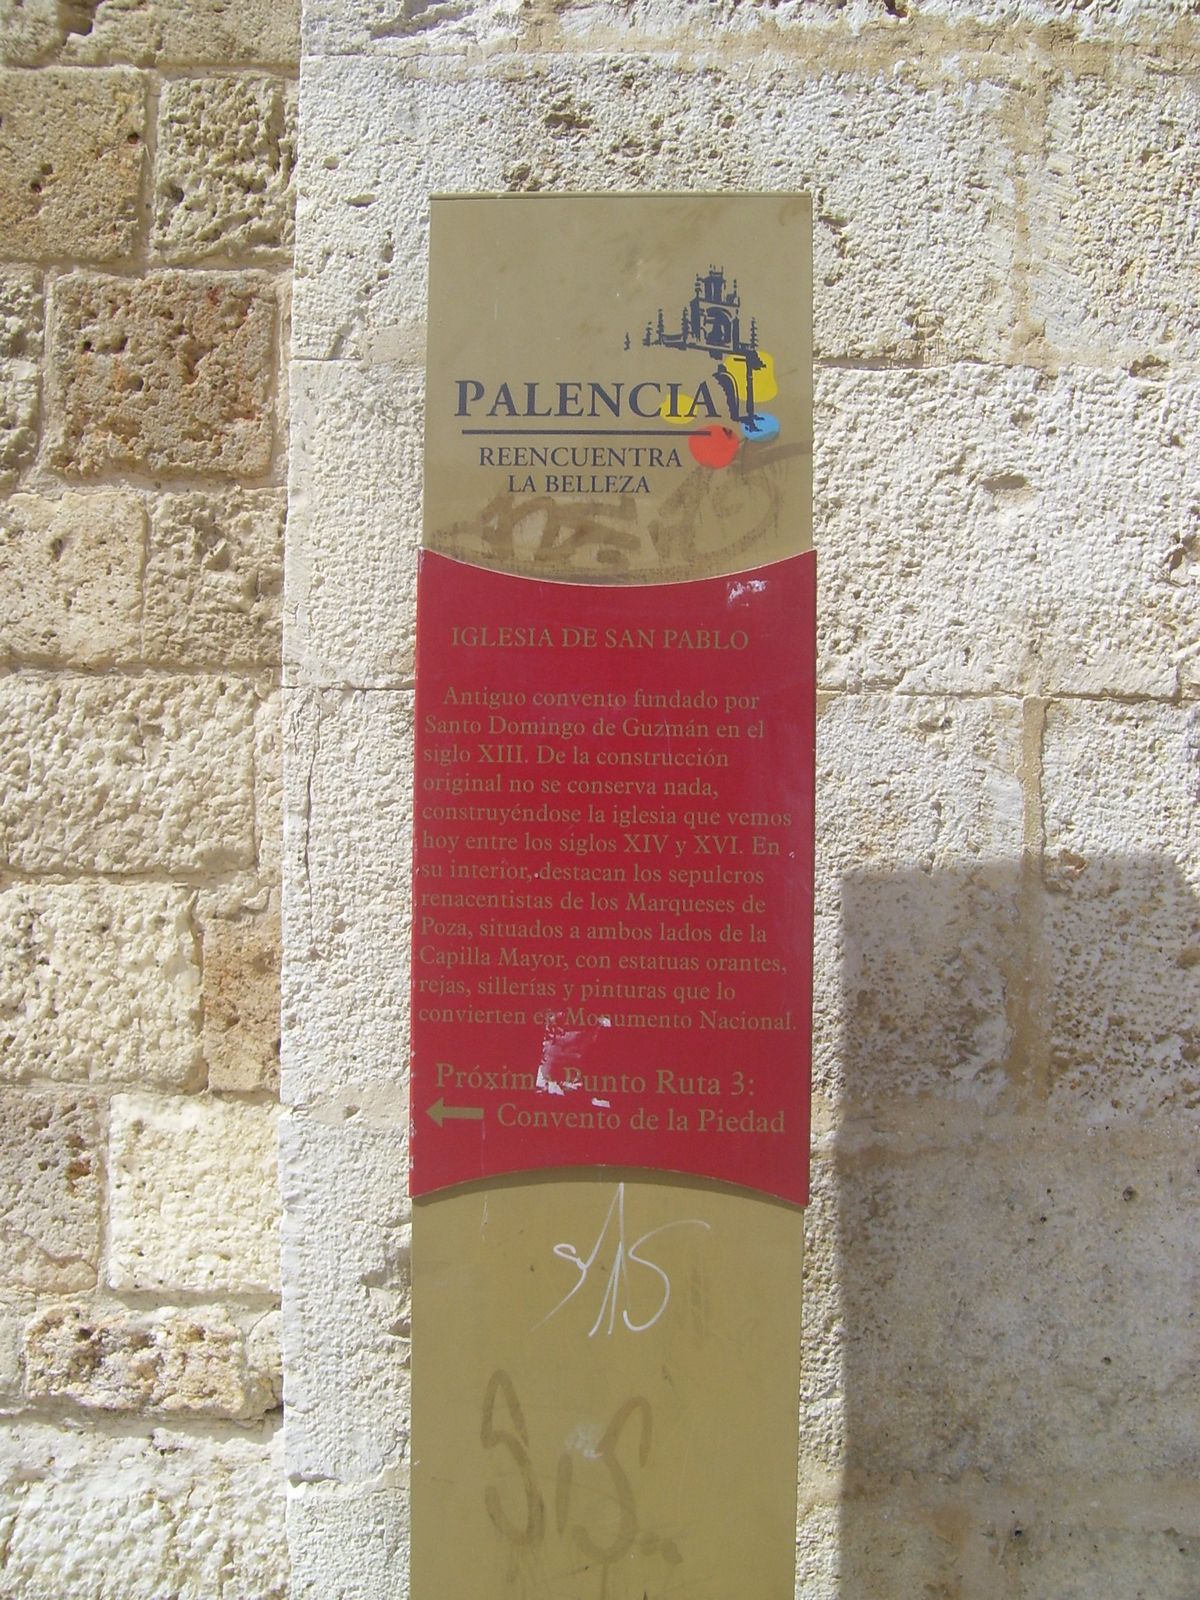 PALENCIA
REENCUENTRA
LA BELLEZA
IGLESIA DE SAN PABLO
Antiguo convento fundado por
Santo Domingo de Guzmán en el
siglo XIII. De la construcción
original no se conserva nada,
construyéndose la iglesia que vemos
hoy entre los siglos XIV y XVI. En
su interior, destacan los sepulcros
renacentistas de los Marqueses de
Poza, situados a ambos lados de la
Capilla Mayor, con estatuas orantes,
rejas, sillerías y pinturas que lo
convierten en Monumento Nacional.
Próximo Punto Ruta 3:
Convento de la Piedad